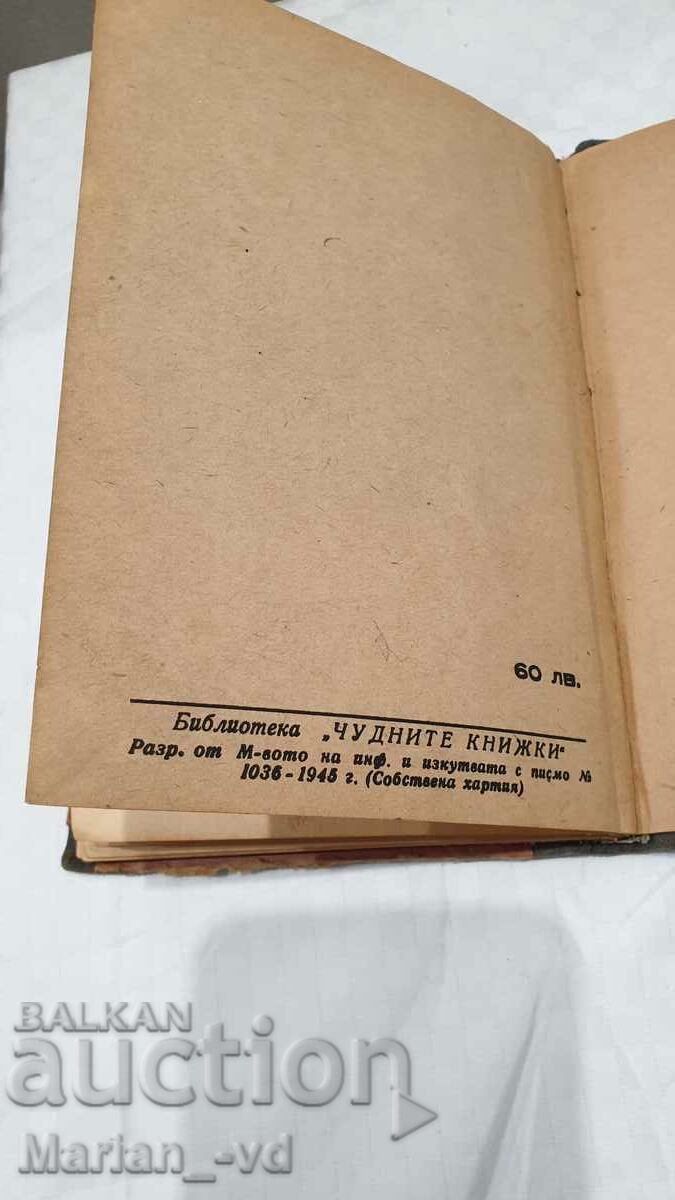 60 лв.
Библиотека „ЧУДНИТЕ КНИЖКИ“
Разр. от М-вото на инф. и изкутвата с писмо №
1036-1945 г. (Собствена хартия)
BALKAN
auction
Marian_-vd